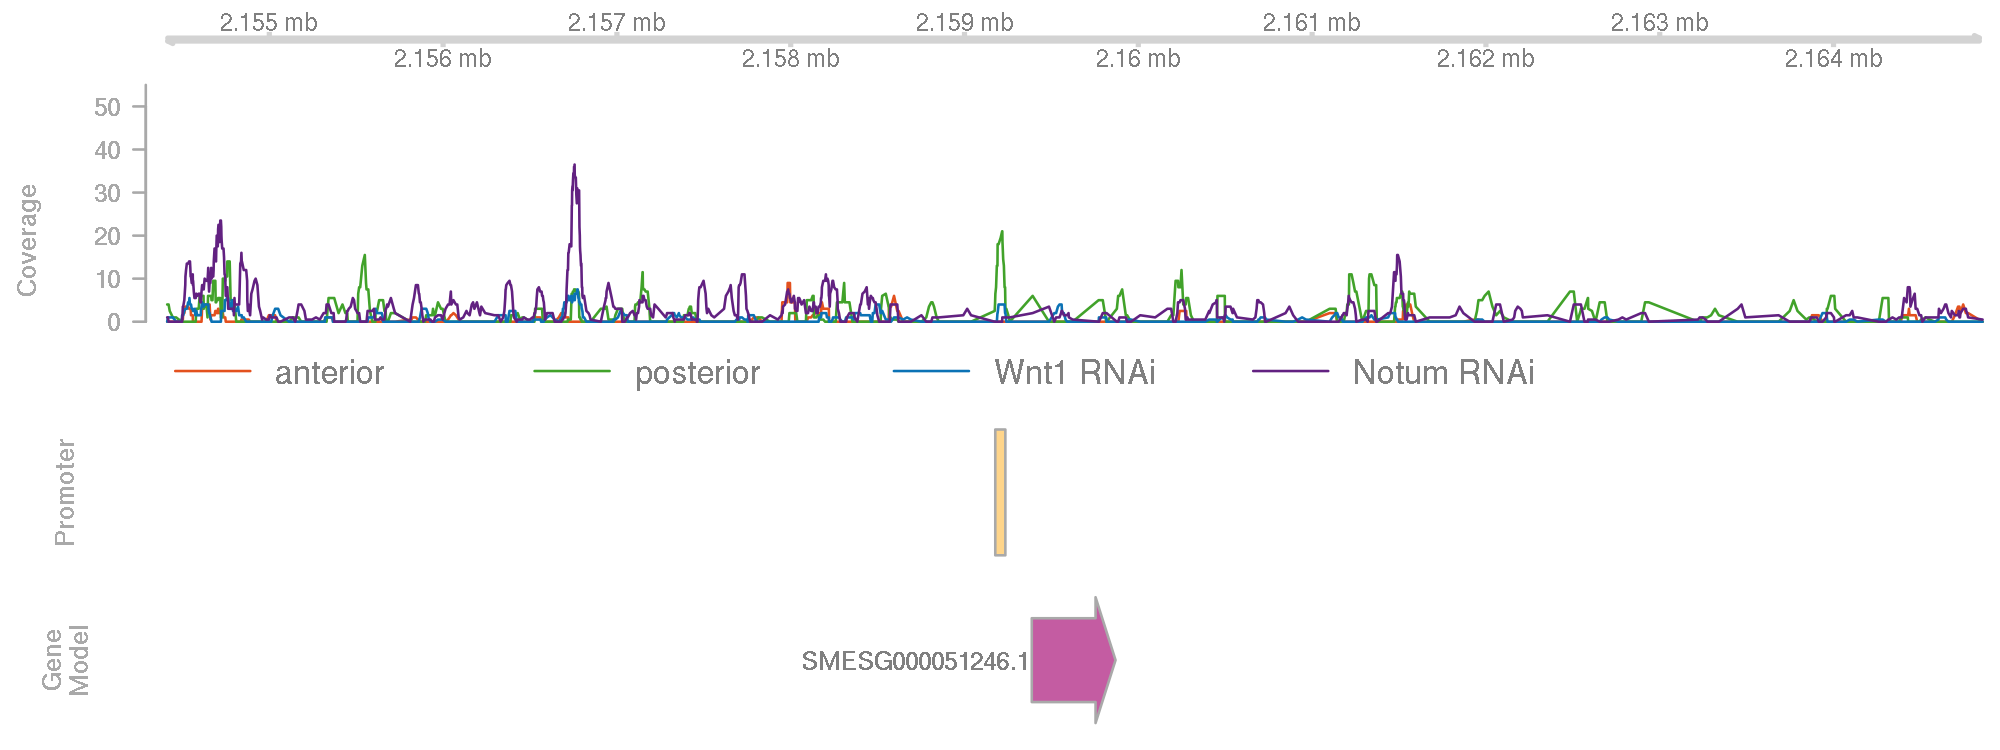 2.155 mb 2.157 mb 2.159 mb 2.161 mb 2.163 mb
2.156 mb 2.158 mb 2.16 mb 2.162 mb 2.164 mb
Coverage
50
40
30
20
10
0
anterior posterior Wnt1 RNAi Notum RNAi
Promoter
Gene
Model
SMESG000051246.1